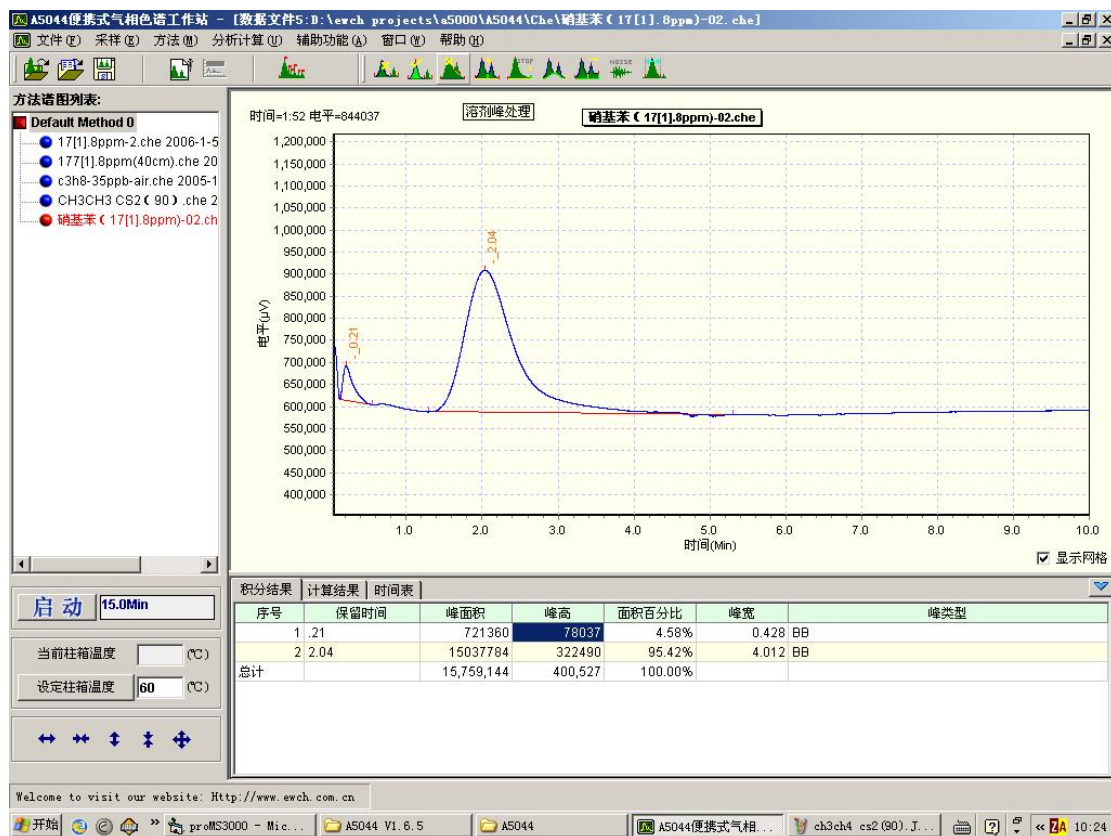 A5044便携式气相色谱工作站 - [数据文件5:D:\ewch projects\a5000\A5044\Che\硝基苯(17[1].8ppm)-02.che]
文件(F) 采样(E) 方法(M) 分析计算(U) 辅助功能(A) 窗口(W) 帮助(H)
STOP NOISE
方法谱图列表:
Default Method 0
17[1].8ppm-2.che 2006-1-5
177[1].8ppm(40cm).che 20
c3h8-35ppb-air.che 2005-1
CH3CH3 CS2(90) .che 2
硝基苯(17[1].8ppm)-02.ch
时间=1:52 电平=844037
溶剂峰处理
硝基苯(17[1].8ppm)-02.che
1,200,000
1,150,000
1,100,000
1,050,000
1,000,000
950,000
900,000
850,000
800,000
750,000
700,000
650,000
600,000
550,000
500,000
450,000
400,000
电平(μV)
-_0.21
-_2.04
1.0 2.0 3.0 4.0 5.0 6.0 7.0 8.0 9.0 10.0
时间(Min)
显示网格
启动 15.0Min
当前柱箱温度 (℃)
设定柱箱温度 60 (℃)
积分结果 计算结果 时间表
序号 保留时间 峰面积 峰高 面积百分比 峰宽 峰类型
1 .21 721360 78037 4.58% 0.428 BB
2 2.04 15037784 322490 95.42% 4.012 BB
总计 15,759,144 400,527 100.00%
Welcome to visit our website: Http://www.ewch.com.cn
开始 » proMS3000 - Mic... A5044 V1.6.5 A5044 A5044便携式气相... ch3ch4 cs2(90).J... « ZA 10:24